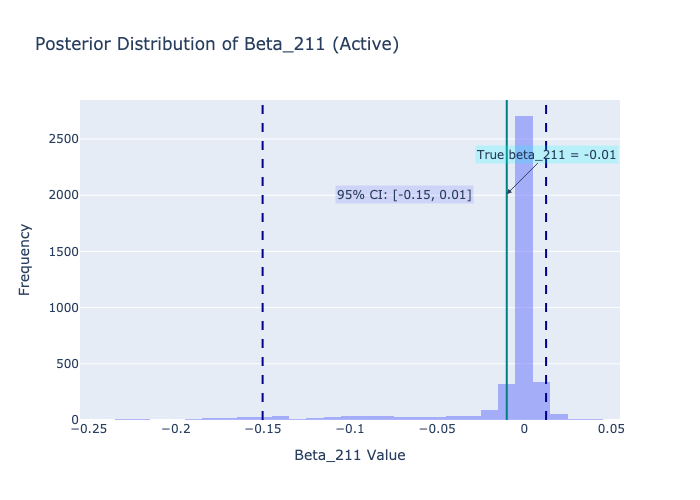 Posterior Distribution of Beta_211 (Active)
True beta_211 = -0.01
95% CI: [-0.15, 0.01]
2500
2000
1500
1000
500
0
Frequency
−0.25
−0.2
−0.15
−0.1
−0.05
0
0.05
Beta_211 Value